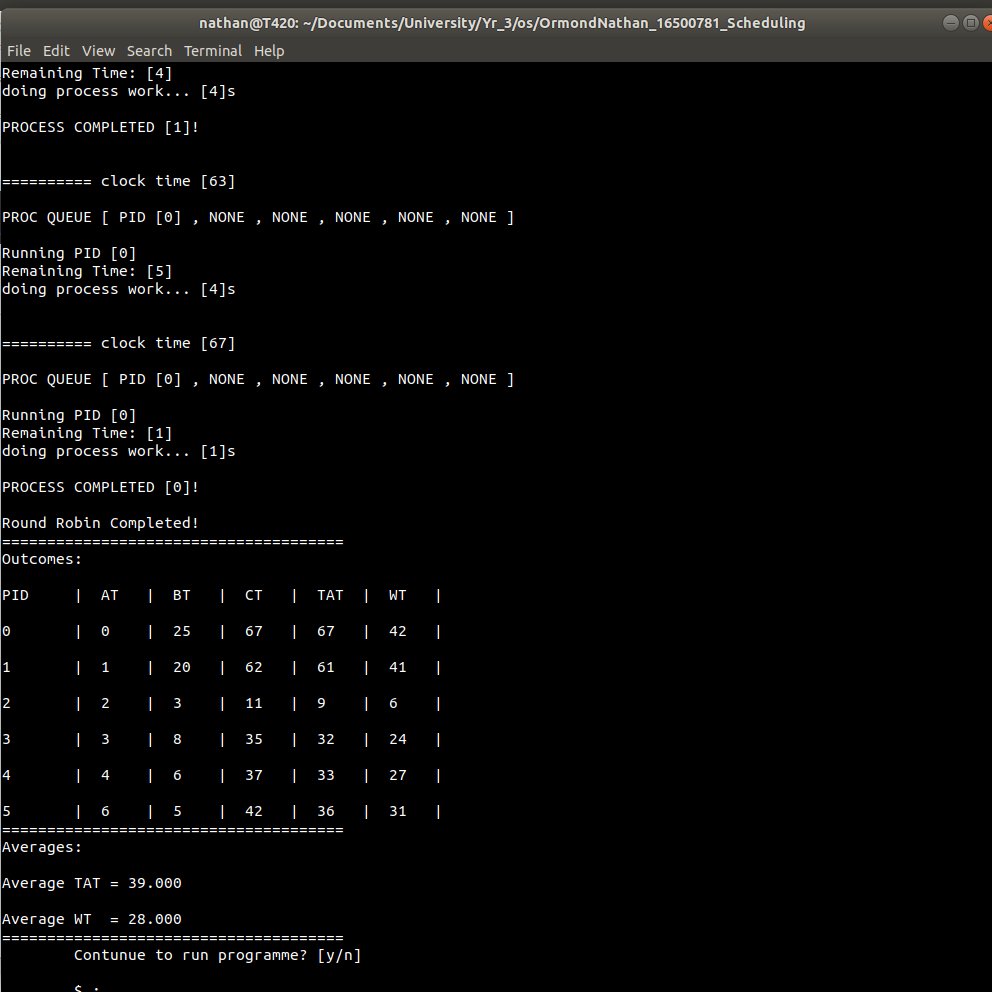 nathan@T420: ~/Documents/University/Yr_3/os/OrmondNathan_16500781_Scheduling
File Edit View Search Terminal Help
Remaining Time: [4]
doing process work... [4]s
PROCESS COMPLETED [1]!
========== clock time [63]
PROC QUEUE [ PID [0] , NONE , NONE , NONE , NONE , NONE ]
Running PID [0]
Remaining Time: [5]
doing process work... [4]s
========== clock time [67]
PROC QUEUE [ PID [0] , NONE , NONE , NONE , NONE , NONE ]
Running PID [0]
Remaining Time: [1]
doing process work... [1]s
PROCESS COMPLETED [0]!
Round Robin Completed!
======================================
Outcomes:
PID | AT | BT | CT | TAT | WT |
0 | 0 | 25 | 67 | 67 | 42 |
1 | 1 | 20 | 62 | 61 | 41 |
2 | 2 | 3 | 11 | 9 | 6 |
3 | 3 | 8 | 35 | 32 | 24 |
4 | 4 | 6 | 37 | 33 | 27 |
5 | 6 | 5 | 42 | 36 | 31 |
======================================
Averages:
Average TAT = 39.000
Average WT = 28.000
======================================
Contunue to run programme? [y/n]
$ :